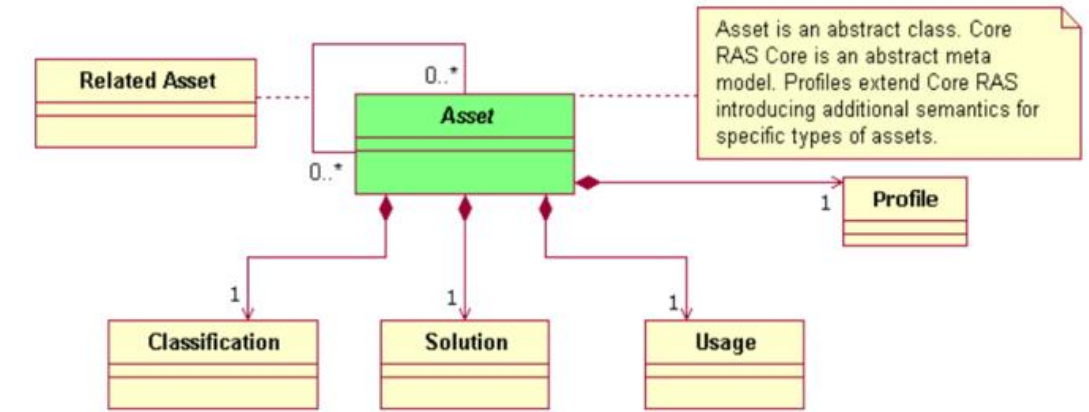 Asset is an abstract class. Core
RAS Core is an abstract meta
model. Profiles extend Core RAS
introducing additional semantics for
specific types of assets.
Related Asset
0..*
Asset
0..*
1
Profile
1
1
1
Classification
Solution
Usage